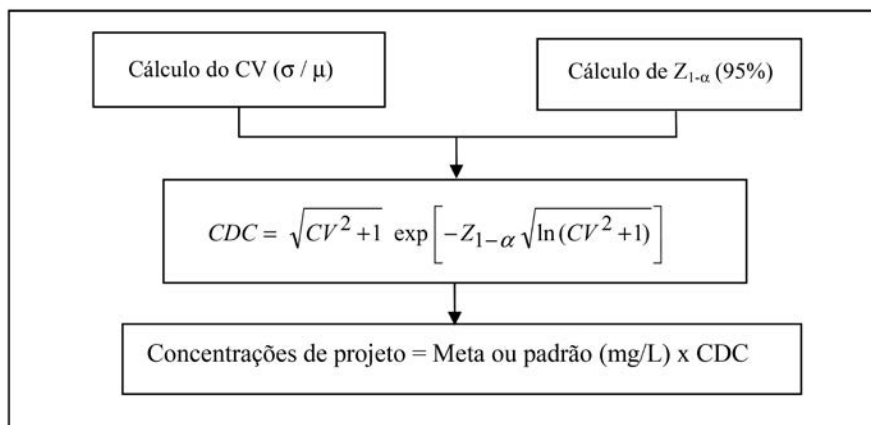 Cálculo do CV (σ / μ)
Cálculo de Z₁₋α (95%)
CDC = √(CV² + 1) exp[−Z₁₋α √(ln (CV² + 1))]
Concentrações de projeto = Meta ou padrão (mg/L) x CDC